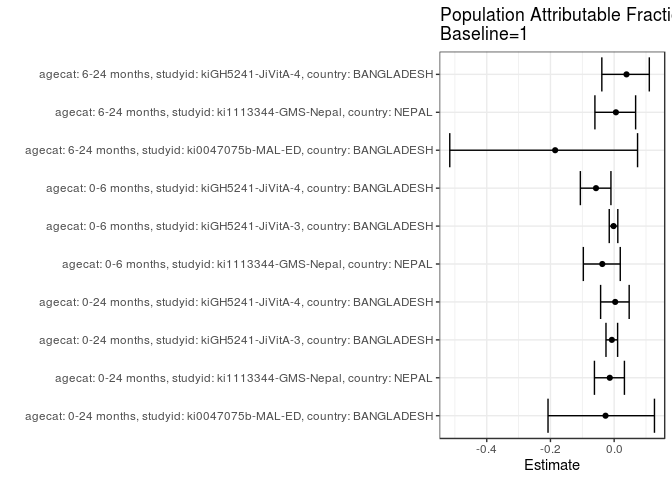 Population Attributable Fracti
Baseline=1
agecat: 6-24 months, studyid: kiGH5241-JiVitA-4, country: BANGLADESH
agecat: 6-24 months, studyid: ki1113344-GMS-Nepal, country: NEPAL
agecat: 6-24 months, studyid: ki0047075b-MAL-ED, country: BANGLADESH
agecat: 0-6 months, studyid: kiGH5241-JiVitA-4, country: BANGLADESH
agecat: 0-6 months, studyid: kiGH5241-JiVitA-3, country: BANGLADESH
agecat: 0-6 months, studyid: ki1113344-GMS-Nepal, country: NEPAL
agecat: 0-24 months, studyid: kiGH5241-JiVitA-4, country: BANGLADESH
agecat: 0-24 months, studyid: kiGH5241-JiVitA-3, country: BANGLADESH
agecat: 0-24 months, studyid: ki1113344-GMS-Nepal, country: NEPAL
agecat: 0-24 months, studyid: ki0047075b-MAL-ED, country: BANGLADESH
-0.4 -0.2 0.0
Estimate